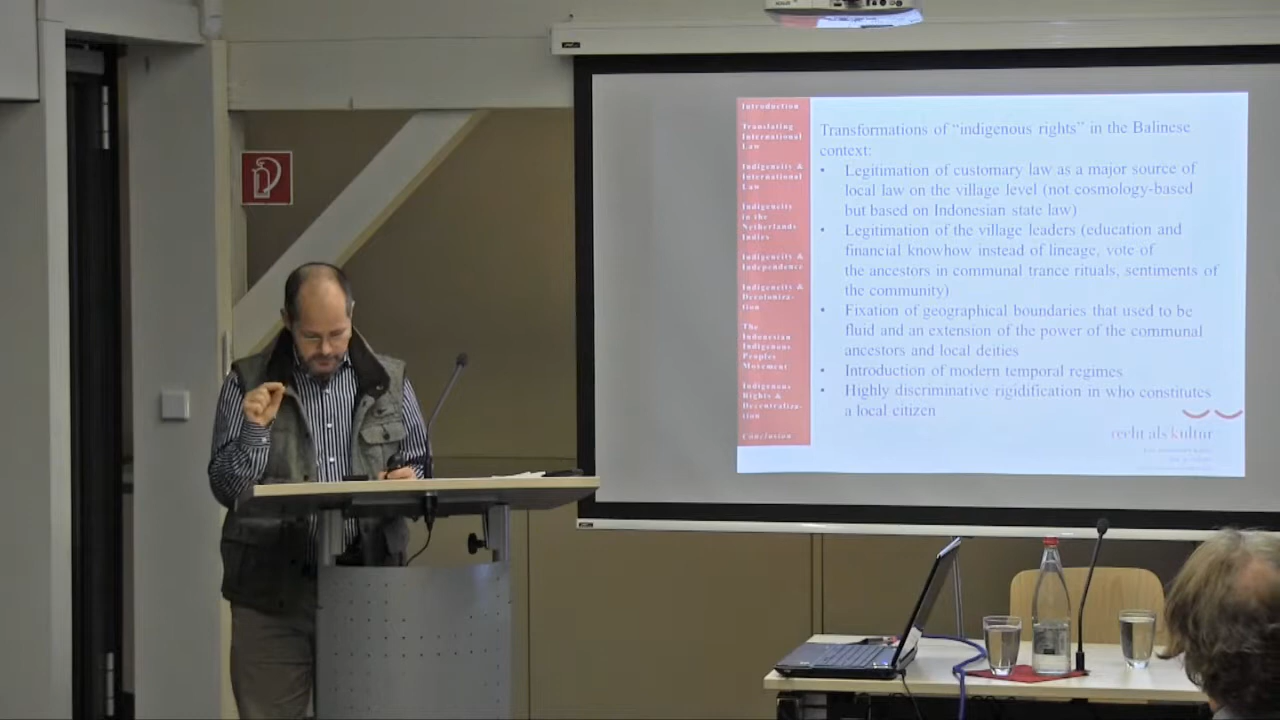 Introduction
Translating
International
Law
Indigeneity &
International
Law
Indigeneity
in the
Netherlands
Indies
Indigeneity &
Independence
Indigeneity &
Decoloniza-
tion
The
Indonesian
Indigenous
Peoples
Movement
Indigenous
Rights &
Decentraliza-
tion
Conclusion
Transformations of “indigenous rights” in the Balinese
context:
• Legitimation of customary law as a major source of
local law on the village level (not cosmology-based
but based on Indonesian state law)
• Legitimation of the village leaders (education and
financial knowhow instead of lineage, vote of
the ancestors in communal trance rituals, sentiments of
the community)
• Fixation of geographical boundaries that used to be
fluid and an extension of the power of the communal
ancestors and local deities
• Introduction of modern temporal regimes
• Highly discriminative rigidification in who constitutes
a local citizen
recht als kultur